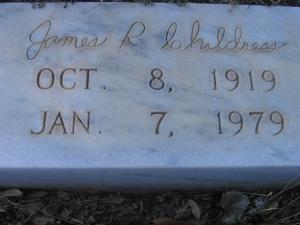 James R Childress
OCT. 8, 1919
JAN. 7, 1979